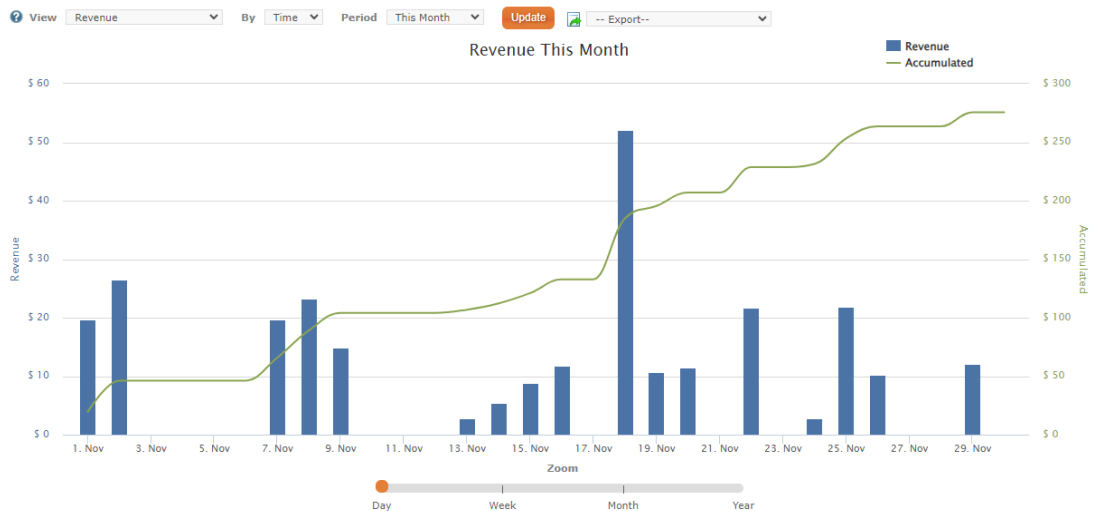 View Revenue By Time Period This Month Update -- Export--
Revenue This Month
Revenue
Accumulated
$ 60 $ 300
$ 50 $ 250
$ 40 $ 200
$ 30 $ 150
$ 20 $ 100
$ 10 $ 50
$ 0 $ 0
Revenue
Accumulated
1. Nov 3. Nov 5. Nov 7. Nov 9. Nov 11. Nov 13. Nov 15. Nov 17. Nov 19. Nov 21. Nov 23. Nov 25. Nov 27. Nov 29. Nov
Zoom
Day Week Month Year